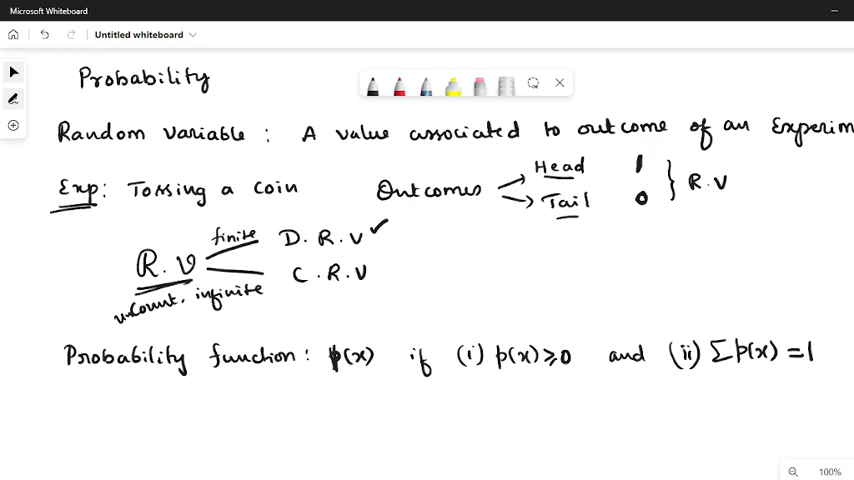 Microsoft Whiteboard
Untitled whiteboard
Probability
Random variable : A value associated to outcome of an Experim
Exp: Tossing a coin Outcomes Head 1 R.V
Tail 0
R.V finite D.R.V ✓
uncount, infinite C.R.V
Probability function: p(x) if (i) p(x)≥0 and (ii) ∑p(x)=1
100%